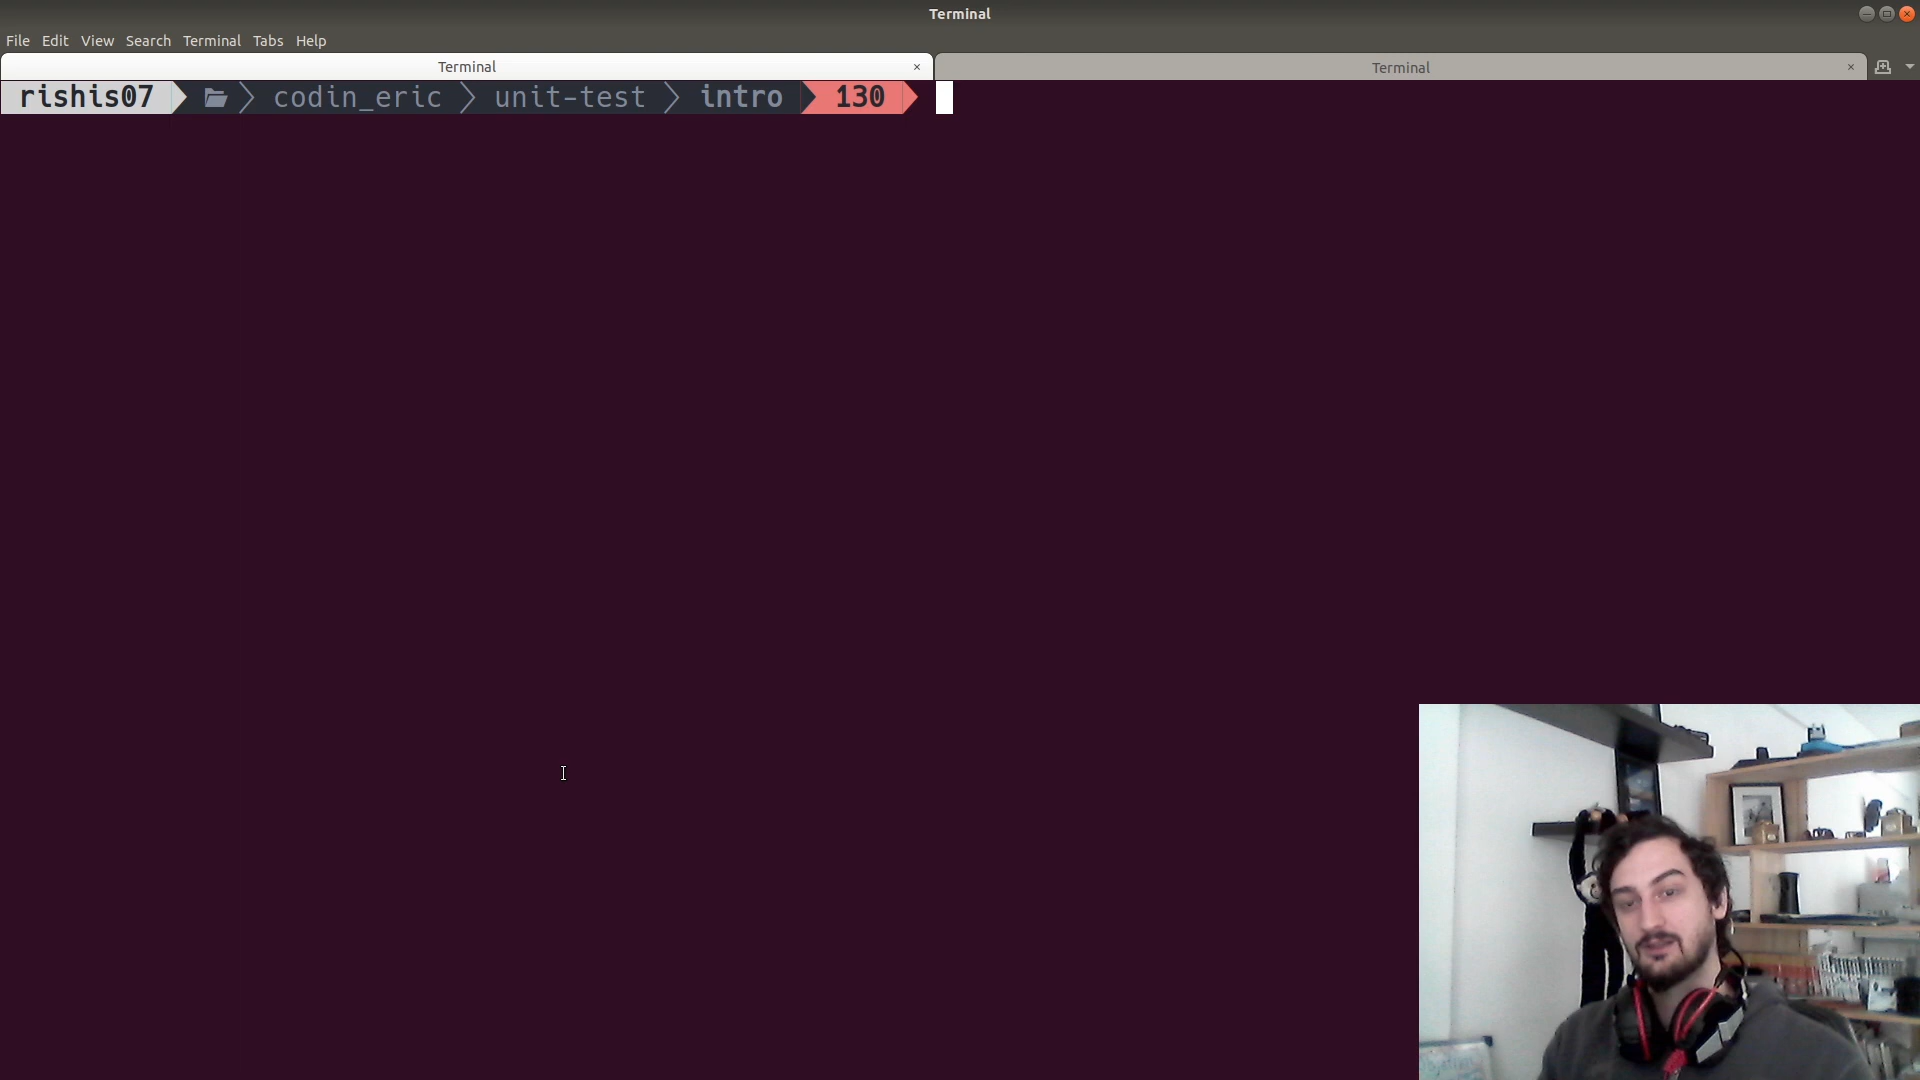 Terminal
File Edit View Search Terminal Tabs Help
Terminal × Terminal ×
rishis07 codin_eric unit-test intro 130